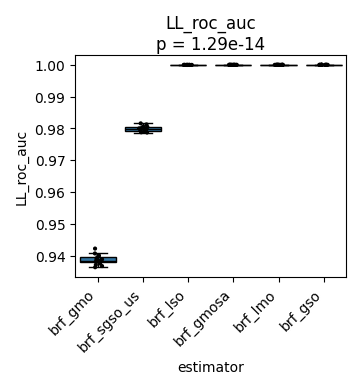 LL_roc_auc
p = 1.29e-14
1.00
0.99
0.98
0.97
0.96
0.95
0.94
LL_roc_auc
brf_gmo
brf_sgso_us
brf_lso
brf_gmosa
brf_lmo
brf_gso
estimator